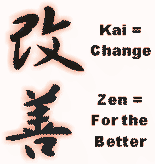 改
Kai =
Change
善
Zen =
For the
Better